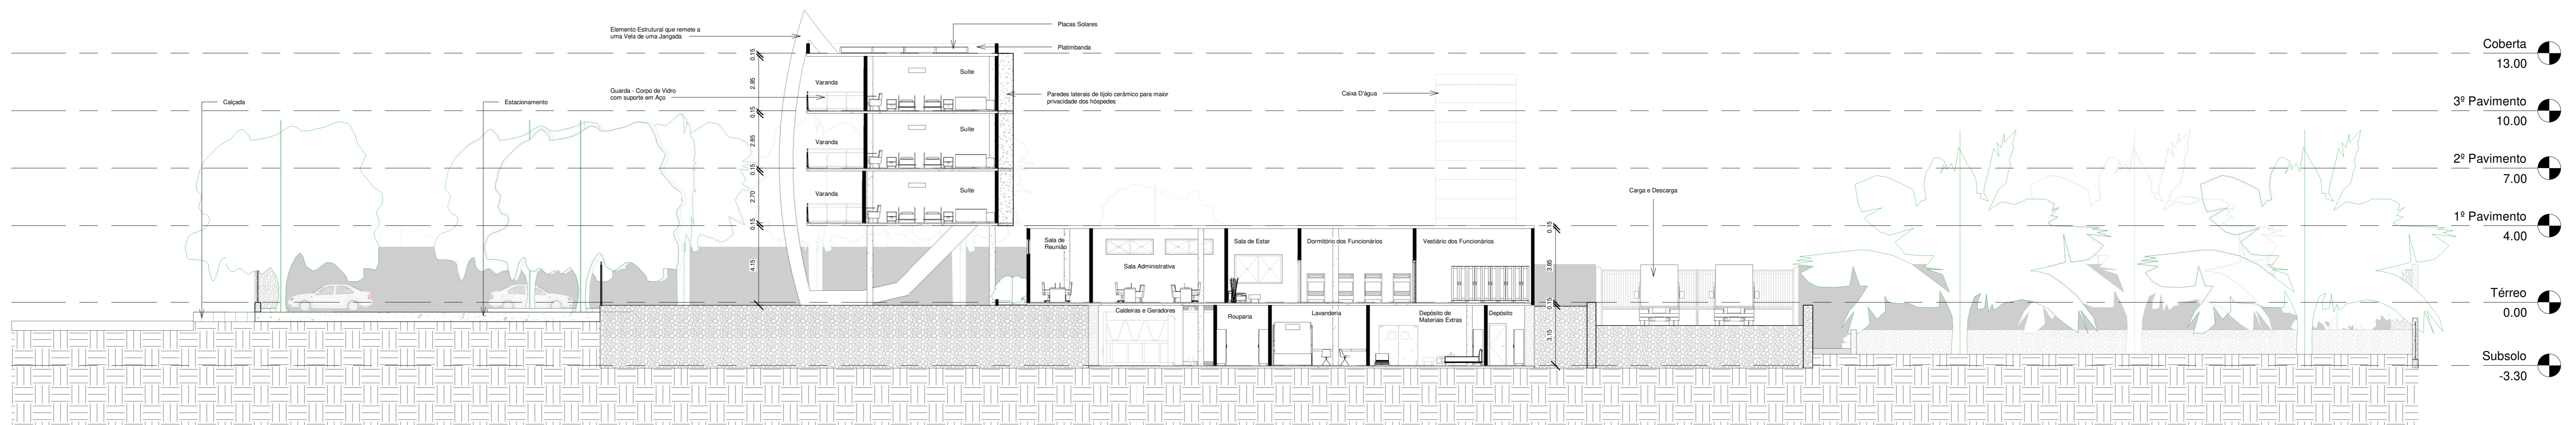 Elemento Estrutural que remete a
uma Vela de uma Jangada
Placas Solares
Platimbanda
Coberta
13.00
0.15
2.85
Varanda
Suíte
Guarda - Corpo de Vidro
com suporte em Aço
Paredes laterais de tijolo cerâmico para maior
privacidade dos hóspedes
Caixa D'água
Calçada
Estacionamento
3º Pavimento
10.00
0.15
2.85
Varanda
Suíte
2º Pavimento
7.00
0.15
2.70
Varanda
Suíte
Carga e Descarga
1º Pavimento
4.00
0.15
4.15
Sala de
Reunião
Sala Administrativa
Sala de Estar
Dormitório dos Funcionários
Vestiário dos Funcionários
0.15
3.85
Térreo
0.00
0.15
3.15
Caldeiras e Geradores
Rouparia
Lavanderia
Depósito de
Materiais Extras
Depósito
Subsolo
-3.30